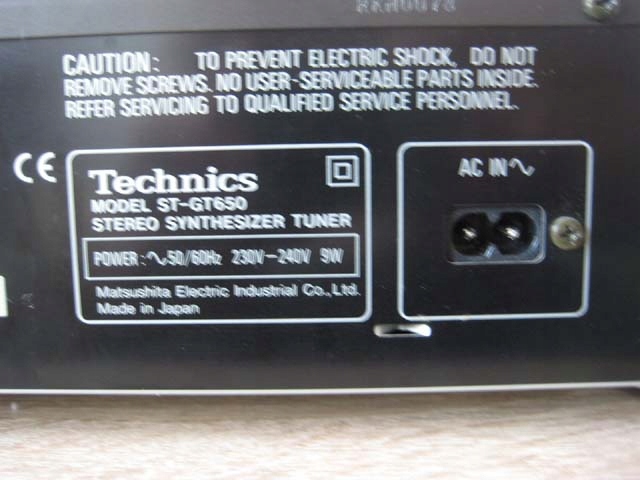 CAUTION: TO PREVENT ELECTRIC SHOCK, DO NOT
REMOVE SCREWS. NO USER-SERVICEABLE PARTS INSIDE.
REFER SERVICING TO QUALIFIED SERVICE PERSONNEL.
CE
Technics
MODEL ST-GT650
STEREO SYNTHESIZER TUNER
POWER: ∿50/60Hz 230V-240V 9W
Matsushita Electric Industrial Co., Ltd.
Made in Japan
AC IN∿